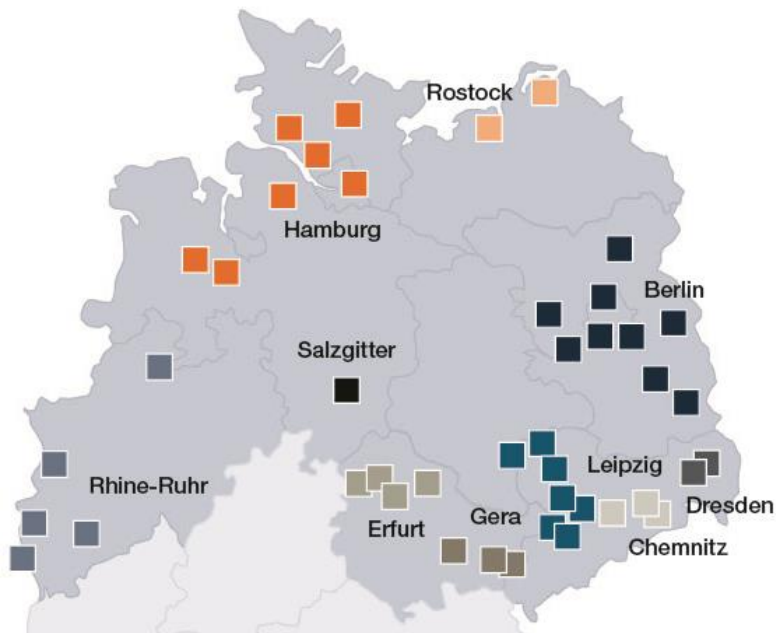 Rostock
Hamburg
Berlin
Salzgitter
Rhine-Ruhr
Leipzig
Dresden
Erfurt
Gera
Chemnitz